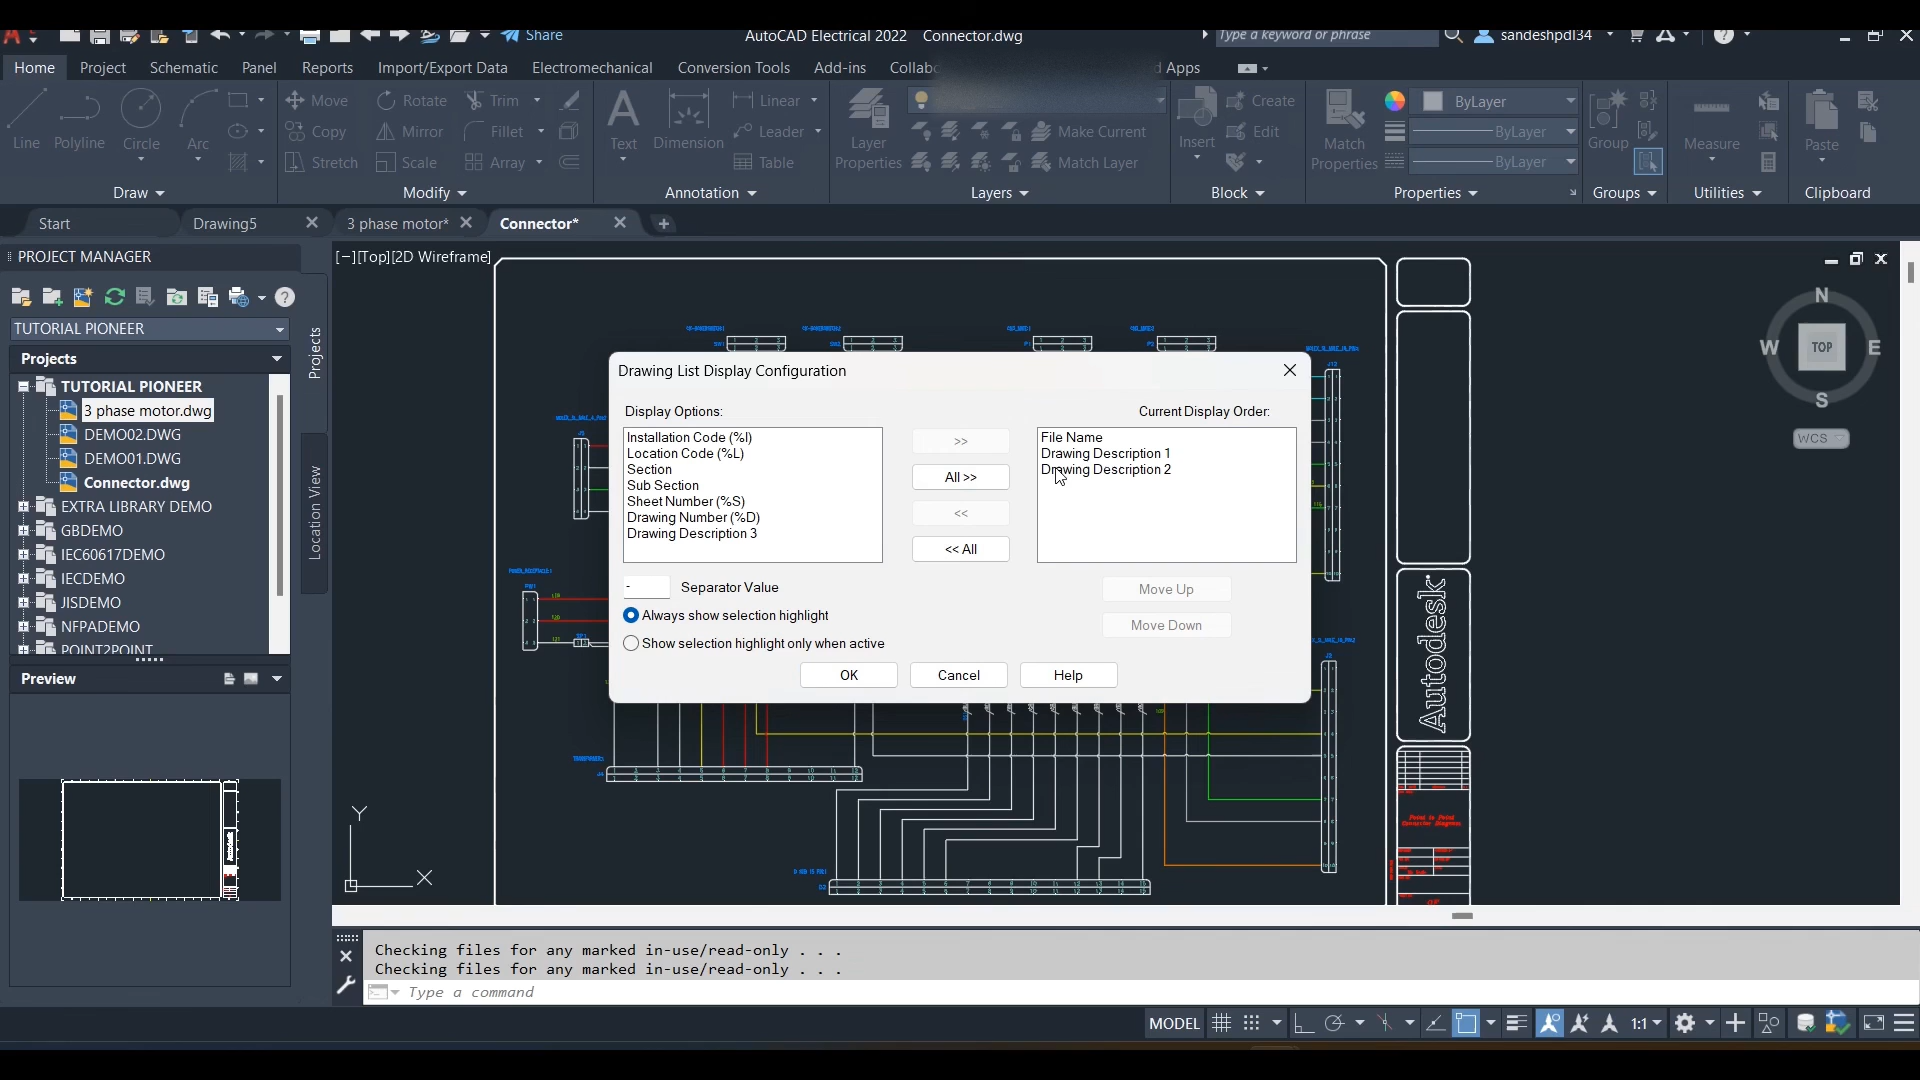 Share
AutoCAD Electrical 2022 Connector.dwg
Type a keyword or phrase
sandeshpdl34
Home Project Schematic Panel Reports Import/Export Data Electromechanical Conversion Tools Add-ins Collabo d Apps
Line Polyline Circle Arc
Move Rotate Trim
Copy Mirror Fillet
Stretch Scale Array
Text Dimension
Linear
Leader
Table
Layer Properties
Make Current
Match Layer
Insert
Create
Edit
Match Properties
ByLayer
ByLayer
ByLayer
Group Measure Paste
Draw Modify Annotation Layers Block Properties Groups Utilities Clipboard
Start Drawing5 3 phase motor* Connector*
PROJECT MANAGER
TUTORIAL PIONEER
Projects
TUTORIAL PIONEER
3 phase motor.dwg
DEMO02.DWG
DEMO01.DWG
Connector.dwg
EXTRA LIBRARY DEMO
GBDEMO
IEC60617DEMO
IECDEMO
JISDEMO
NFPADEMO
POINT2POINT
Projects
Location View
Preview
[−][Top][2D Wireframe]
Drawing List Display Configuration
Display Options:
Installation Code (%I)
Location Code (%L)
Section
Sub Section
Sheet Number (%S)
Drawing Number (%D)
Drawing Description 3
>>
All >>
<<
<< All
Current Display Order:
File Name
Drawing Description 1
Drawing Description 2
- Separator Value
Always show selection highlight
Show selection highlight only when active
Move Up
Move Down
OK Cancel Help
N
W TOP E
S
WCS
Autodesk
Point to Point
Connector Diagrams
Y
X
Checking files for any marked in-use/read-only . . .
Checking files for any marked in-use/read-only . . .
Type a command
MODEL 1:1